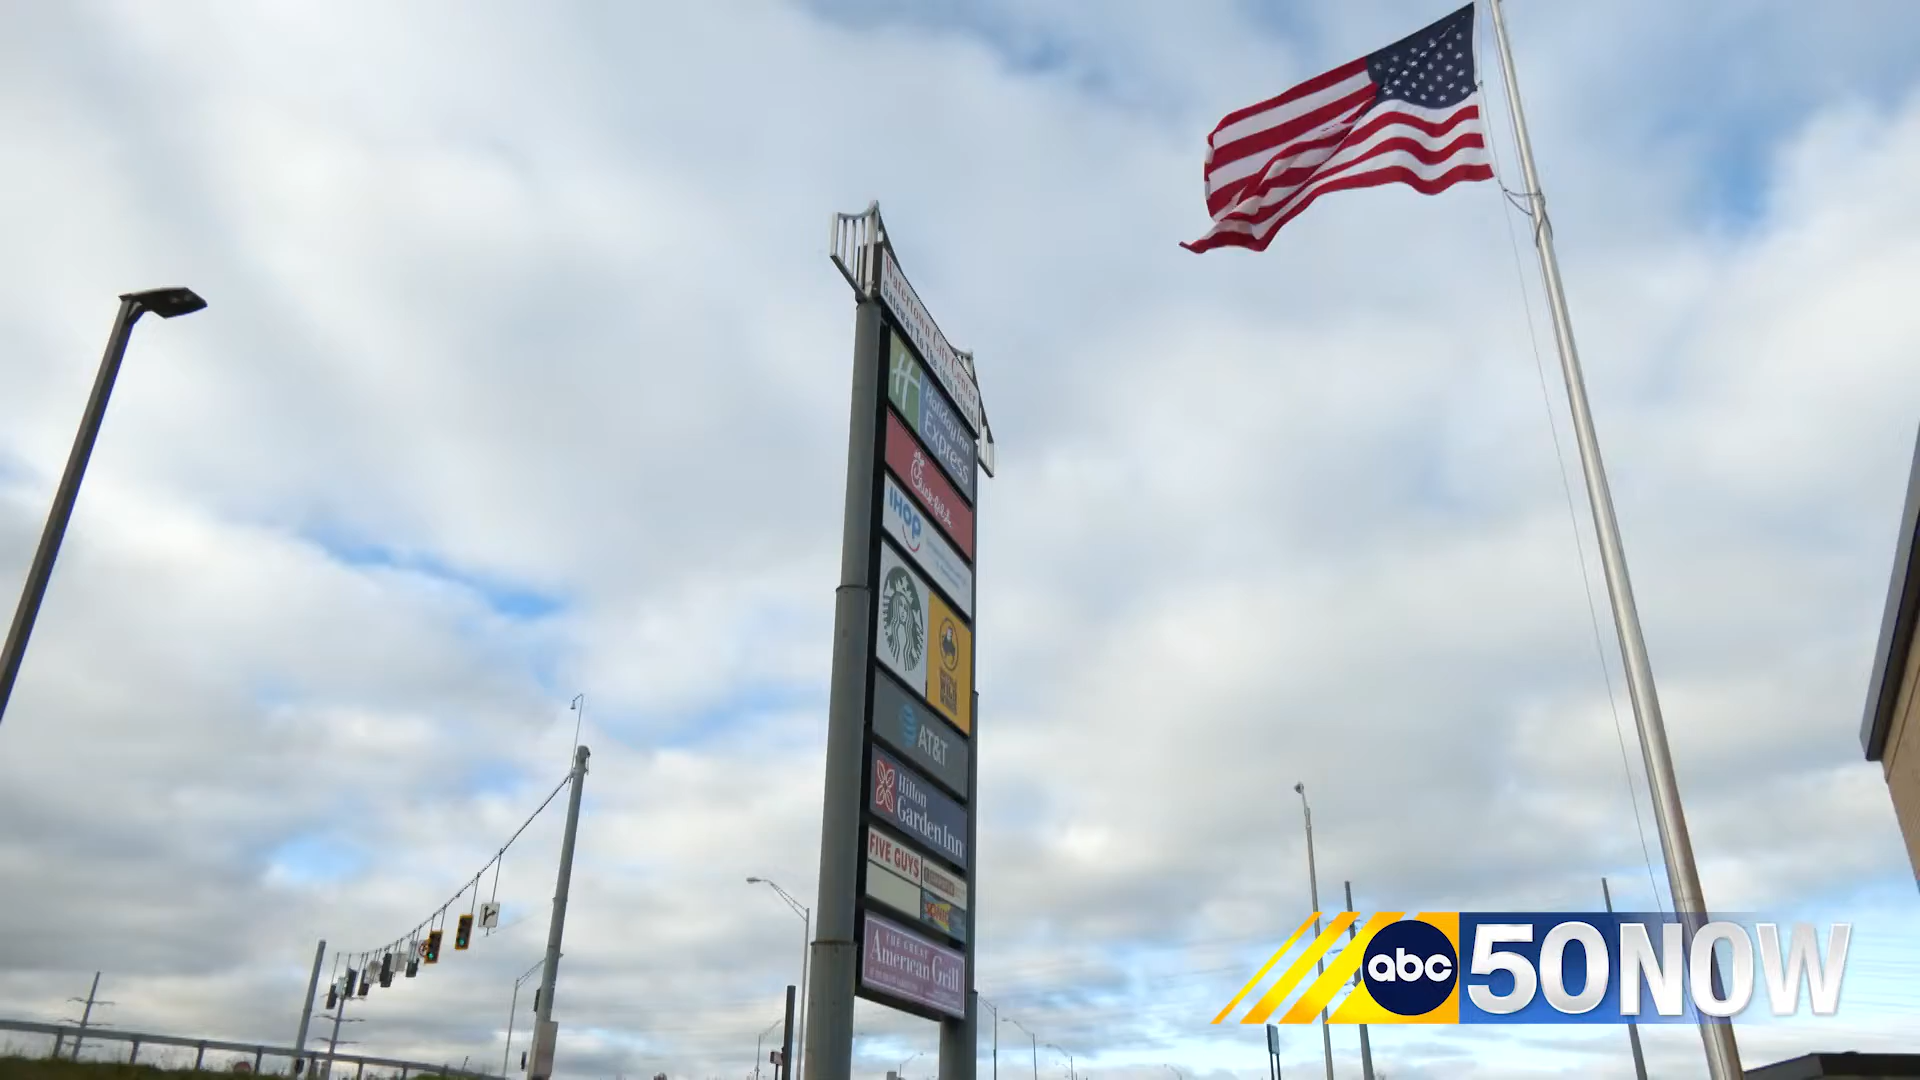 Watertown City Center
Gateway To The 1000 Islands
Holiday Inn
Express
Chick-fil-A
IHOP
AT&T
Hilton
Garden Inn
FIVE GUYS
THE GREAT
American Grill
abc 50NOW